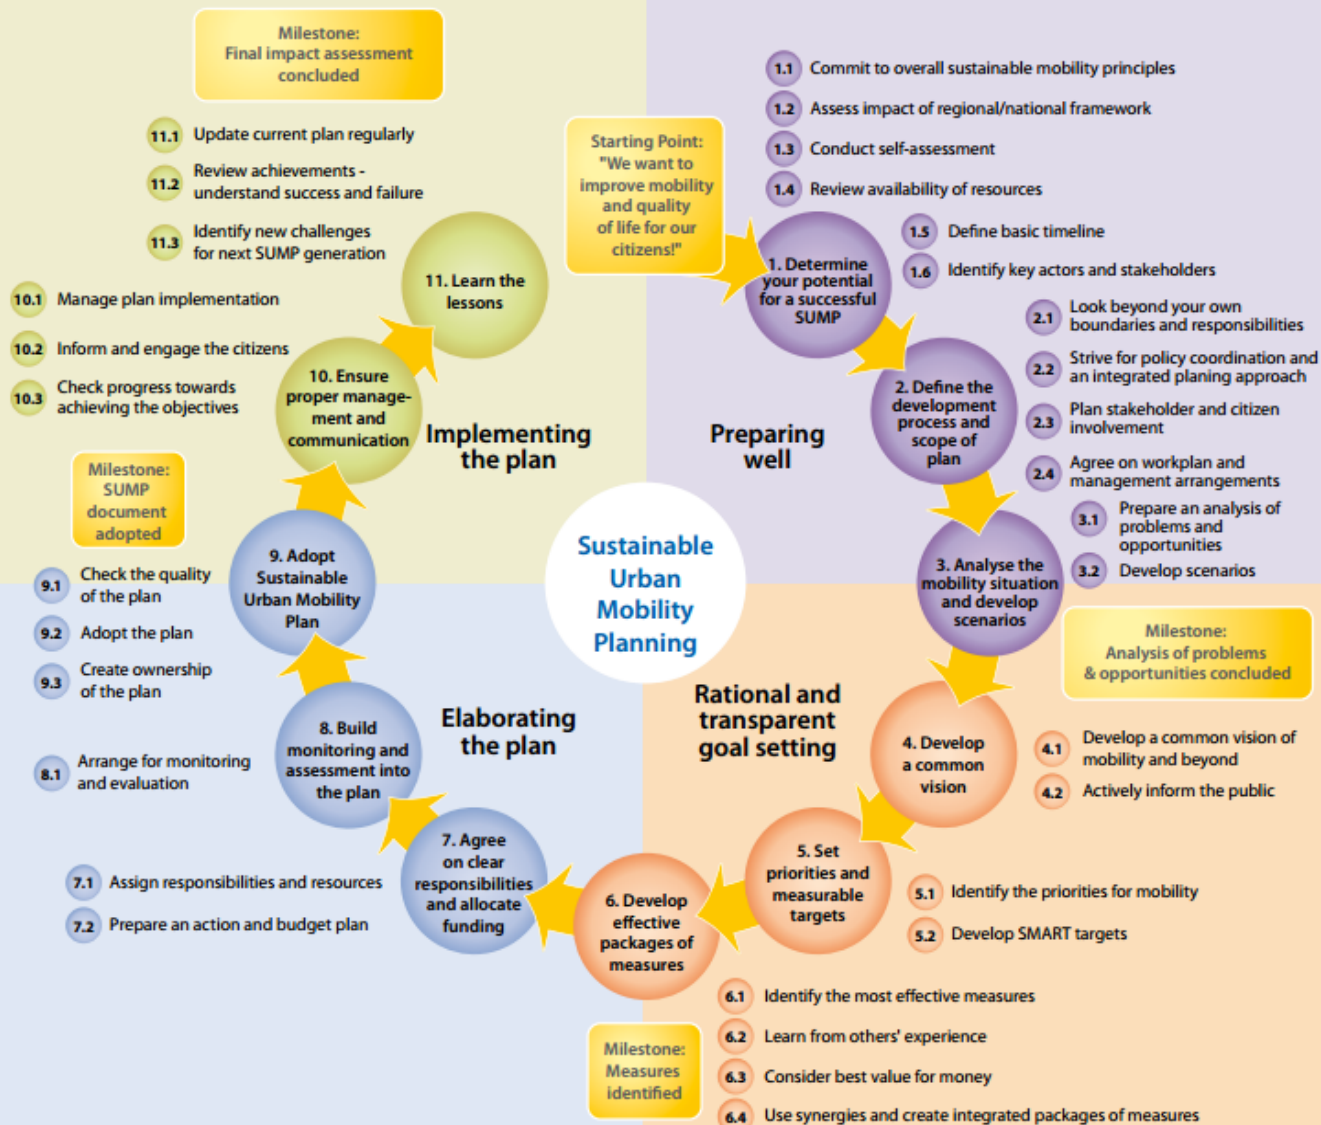 Starting Point:
"We want to
improve mobility
and quality
of life for our
citizens!"
Sustainable
Urban
Mobility
Planning
Preparing
well
1. Determine
your potential
for a successful
SUMP
1.1 Commit to overall sustainable mobility principles
1.2 Assess impact of regional/national framework
1.3 Conduct self-assessment
1.4 Review availability of resources
1.5 Define basic timeline
1.6 Identify key actors and stakeholders
2. Define the
development
process and
scope of
plan
2.1 Look beyond your own
boundaries and responsibilities
2.2 Strive for policy coordination and
an integrated planing approach
2.3 Plan stakeholder and citizen
involvement
2.4 Agree on workplan and
management arrangements
3. Analyse the
mobility situation
and develop
scenarios
3.1 Prepare an analysis of
problems and
opportunities
3.2 Develop scenarios
Milestone:
Analysis of problems
& opportunities concluded
Rational and
transparent
goal setting
4. Develop
a common
vision
4.1 Develop a common vision of
mobility and beyond
4.2 Actively inform the public
5. Set
priorities and
measurable
targets
5.1 Identify the priorities for mobility
5.2 Develop SMART targets
6. Develop
effective
packages of
measures
6.1 Identify the most effective measures
6.2 Learn from others' experience
6.3 Consider best value for money
6.4 Use synergies and create integrated packages of measures
Milestone:
Measures
identified
Elaborating
the plan
7. Agree
on clear
responsibilities
and allocate
funding
7.1 Assign responsibilities and resources
7.2 Prepare an action and budget plan
8. Build
monitoring and
assessment into
the plan
8.1 Arrange for monitoring
and evaluation
9. Adopt
Sustainable
Urban Mobility
Plan
9.1 Check the quality
of the plan
9.2 Adopt the plan
9.3 Create ownership
of the plan
Milestone:
SUMP
document
adopted
Implementing
the plan
10. Ensure
proper manage-
ment and
communication
10.1 Manage plan implementation
10.2 Inform and engage the citizens
10.3 Check progress towards
achieving the objectives
11. Learn the
lessons
11.1 Update current plan regularly
11.2 Review achievements -
understand success and failure
11.3 Identify new challenges
for next SUMP generation
Milestone:
Final impact assessment
concluded